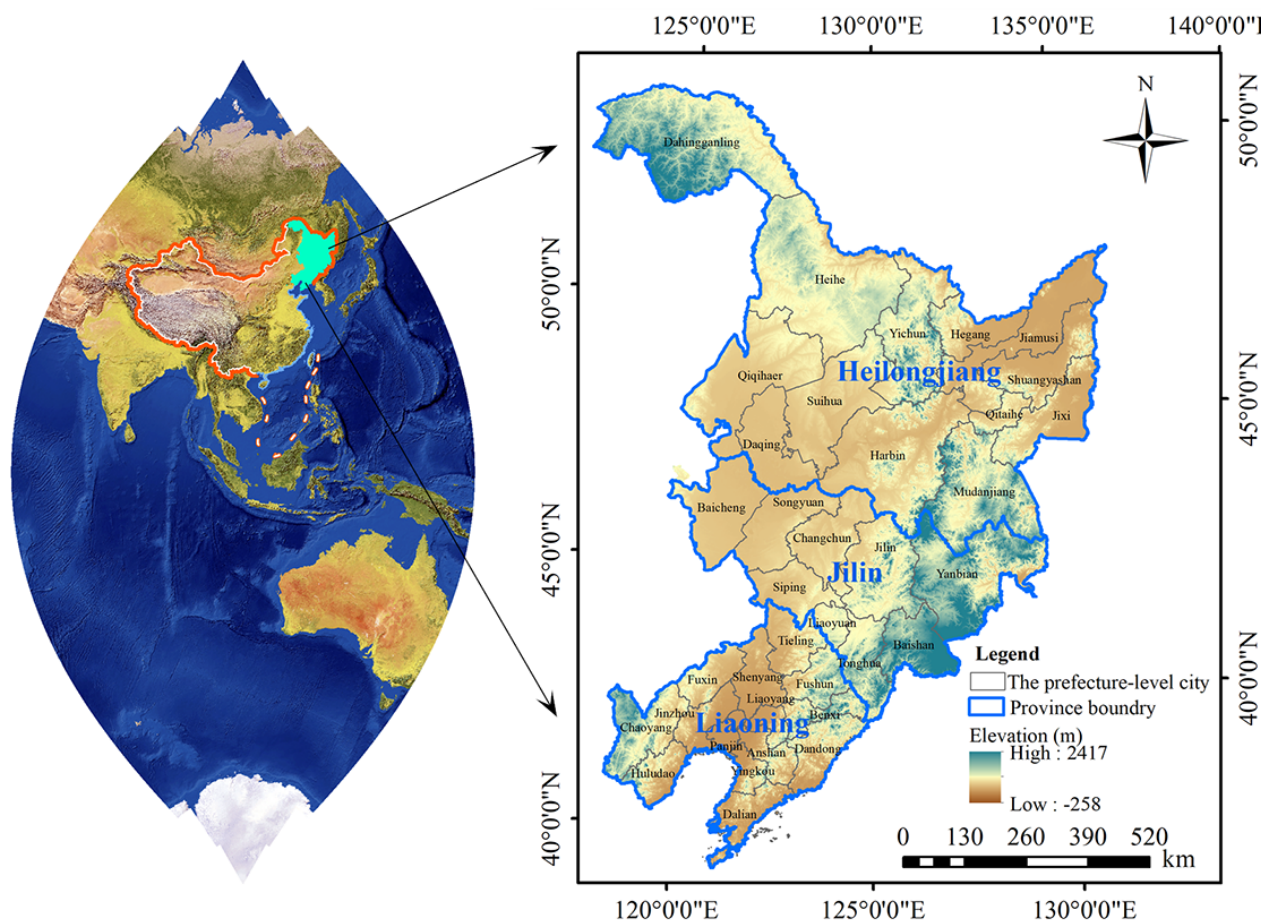 125°0'0"E 130°0'0"E 135°0'0"E 140°0'0"E
N
50°0'0"N
45°0'0"N
40°0'0"N
50°0'0"N
45°0'0"N
40°0'0"N
Dahingganling
Heihe
Yichun
Hegang
Jiamusi
Qiqihaer
Heilongjiang
Shuangyashan
Suihua
Qitaihe
Jixi
Daqing
Harbin
Mudanjiang
Baicheng
Songyuan
Changchun
Jilin
Jilin
Yanbian
Siping
Liaoyuan
Tieling
Baishan
Tonghua
Fuxin
Shenyang
Fushun
Liaoyang
Jinzhou
Liaoning
Benxi
Chaoyang
Panjin
Anshan
Dandong
Huludao
Yingkou
Dalian
Legend
The prefecture-level city
Province boundry
Elevation (m)
High : 2417
Low : -258
0 130 260 390 520
km
120°0'0"E 125°0'0"E 130°0'0"E